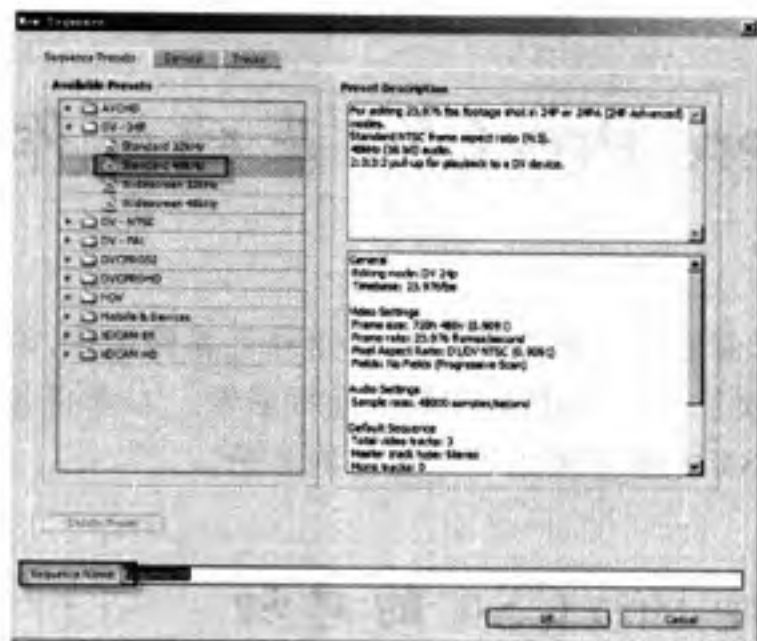 New Sequence
Sequence Presets General Tracks
Available Presets
AVCHD
DV - 24P
Standard 32kHz
Standard 48kHz
Widescreen 32kHz
Widescreen 48kHz
DV - NTSC
DV - PAL
DVCPRO50
DVCPROHD
HDV
Mobile & Devices
XDCAM EX
XDCAM HD
Delete Preset
Preset Description
For editing 23.976 fps footage shot in 24P or 24PA (24P Advanced) modes.
Standard NTSC frame aspect ratio (4:3).
48kHz (16 bit) audio.
2:3:3:2 pull-up for playback to a DV device.
General
Editing mode: DV 24p
Timebase: 23.976fps
Video Settings
Frame size: 720h 480v (0.9091)
Frame rate: 23.976 frames/second
Pixel Aspect Ratio: D1/DV NTSC (0.9091)
Fields: No Fields (Progressive Scan)
Audio Settings
Sample rate: 48000 samples/second
Default Sequence
Total video tracks: 3
Master track type: Stereo
Mono tracks: 0
Sequence Name:
OK Cancel